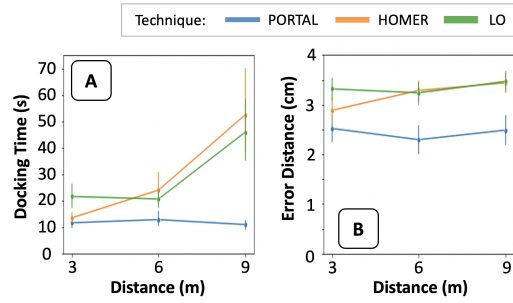 Technique: PORTAL HOMER LO
A
Docking Time (s)
70
60
50
40
30
20
10
0
3 6 9
Distance (m)
B
Error Distance (cm)
4
3
2
1
0
3 6 9
Distance (m)